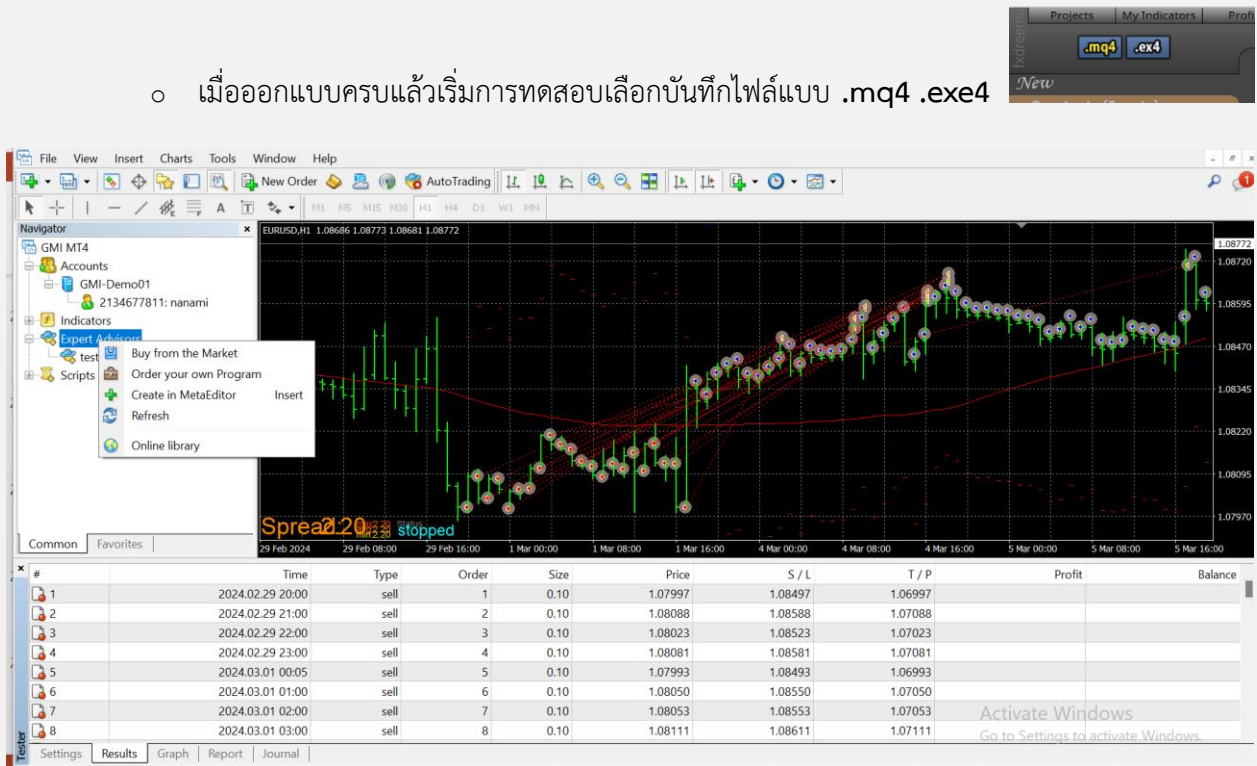 Projects My Indicators Profi
fxdreema
.mq4 .ex4
New
o เมื่อออกแบบครบแล้วเริ่มการทดสอบเลือกบันทึกไฟล์แบบ .mq4 .exe4
File View Insert Charts Tools Window Help
New Order AutoTrading
M1 M5 M15 M30 H1 H4 D1 W1 MN
Navigator
GMI MT4
Accounts
GMI-Demo01
2134677811: nanami
Indicators
Expert Advisors
test
Scripts
Buy from the Market
Order your own Program
Create in MetaEditor Insert
Refresh
Online library
Common Favorites
EURUSD,H1 1.08686 1.08773 1.08681 1.08772
1.08772
1.08720
1.08595
1.08470
1.08345
1.08220
1.08095
1.07970
Spread 2.20 Status stopped
min:2.20
29 Feb 2024 29 Feb 08:00 29 Feb 16:00 1 Mar 00:00 1 Mar 08:00 1 Mar 16:00 4 Mar 00:00 4 Mar 08:00 4 Mar 16:00 5 Mar 00:00 5 Mar 08:00 5 Mar 16:00
# Time Type Order Size Price S / L T / P Profit Balance
1 2024.02.29 20:00 sell 1 0.10 1.07997 1.08497 1.06997
2 2024.02.29 21:00 sell 2 0.10 1.08088 1.08588 1.07088
3 2024.02.29 22:00 sell 3 0.10 1.08023 1.08523 1.07023
4 2024.02.29 23:00 sell 4 0.10 1.08081 1.08581 1.07081
5 2024.03.01 00:05 sell 5 0.10 1.07993 1.08493 1.06993
6 2024.03.01 01:00 sell 6 0.10 1.08050 1.08550 1.07050
7 2024.03.01 02:00 sell 7 0.10 1.08053 1.08553 1.07053
8 2024.03.01 03:00 sell 8 0.10 1.08111 1.08611 1.07111
Activate Windows
Go to Settings to activate Windows.
Tester
Settings Results Graph Report Journal